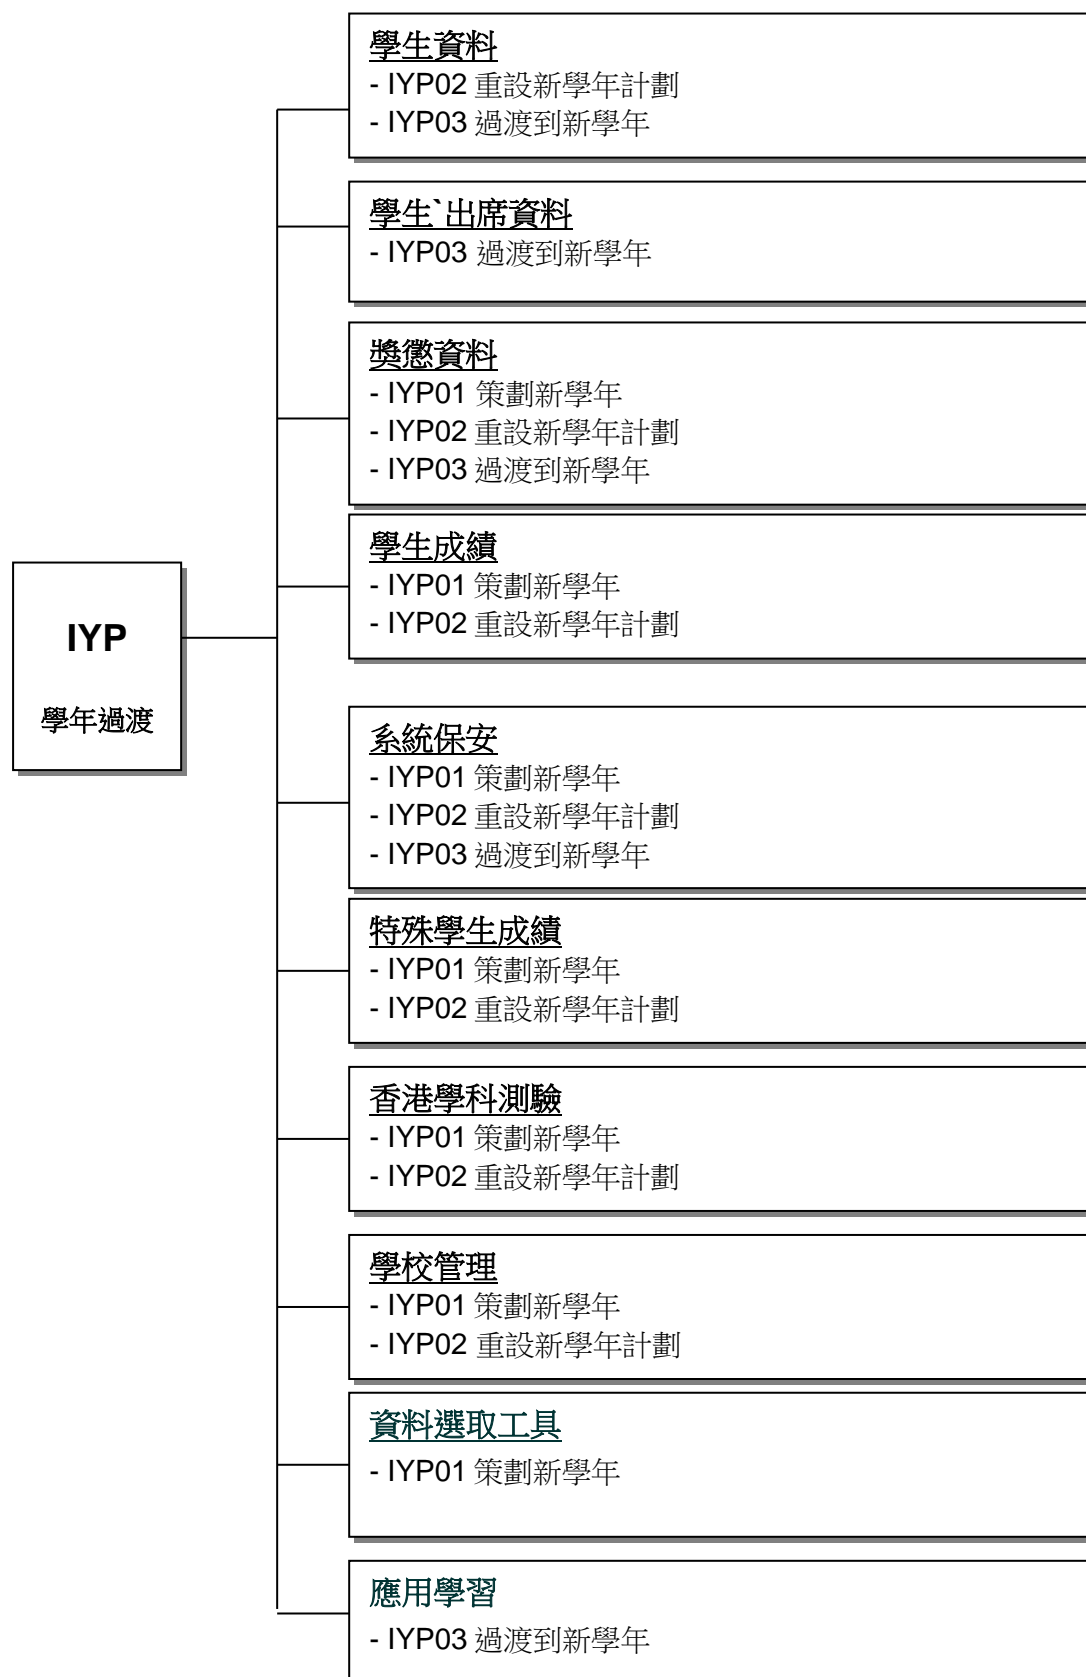 學生資料
- IYP02 重設新學年計劃
- IYP03 過渡到新學年
學生`出席資料
- IYP03 過渡到新學年
獎懲資料
- IYP01 策劃新學年
- IYP02 重設新學年計劃
- IYP03 過渡到新學年
學生成績
- IYP01 策劃新學年
- IYP02 重設新學年計劃
IYP
學年過渡
系統保安
- IYP01 策劃新學年
- IYP02 重設新學年計劃
- IYP03 過渡到新學年
特殊學生成績
- IYP01 策劃新學年
- IYP02 重設新學年計劃
香港學科測驗
- IYP01 策劃新學年
- IYP02 重設新學年計劃
學校管理
- IYP01 策劃新學年
- IYP02 重設新學年計劃
資料選取工具
- IYP01 策劃新學年
應用學習
- IYP03 過渡到新學年